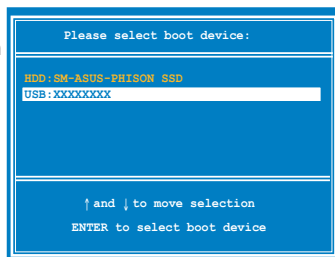 Please select boot device:
HDD:SM-ASUS-PHISON SSD
USB:XXXXXXXX
↑and ↓to move selection
ENTER to select boot device